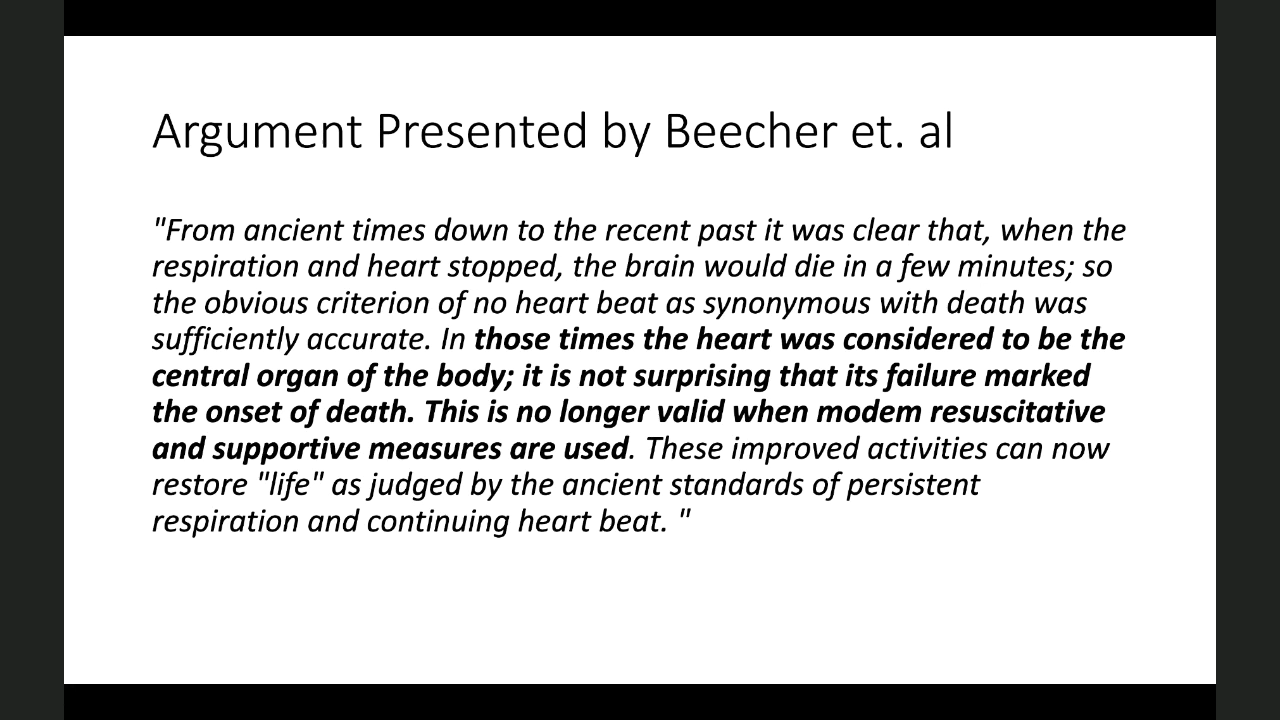 Argument Presented by Beecher et. al
"From ancient times down to the recent past it was clear that, when the
respiration and heart stopped, the brain would die in a few minutes; so
the obvious criterion of no heart beat as synonymous with death was
sufficiently accurate. In those times the heart was considered to be the
central organ of the body; it is not surprising that its failure marked
the onset of death. This is no longer valid when modem resuscitative
and supportive measures are used. These improved activities can now
restore "life" as judged by the ancient standards of persistent
respiration and continuing heart beat. "